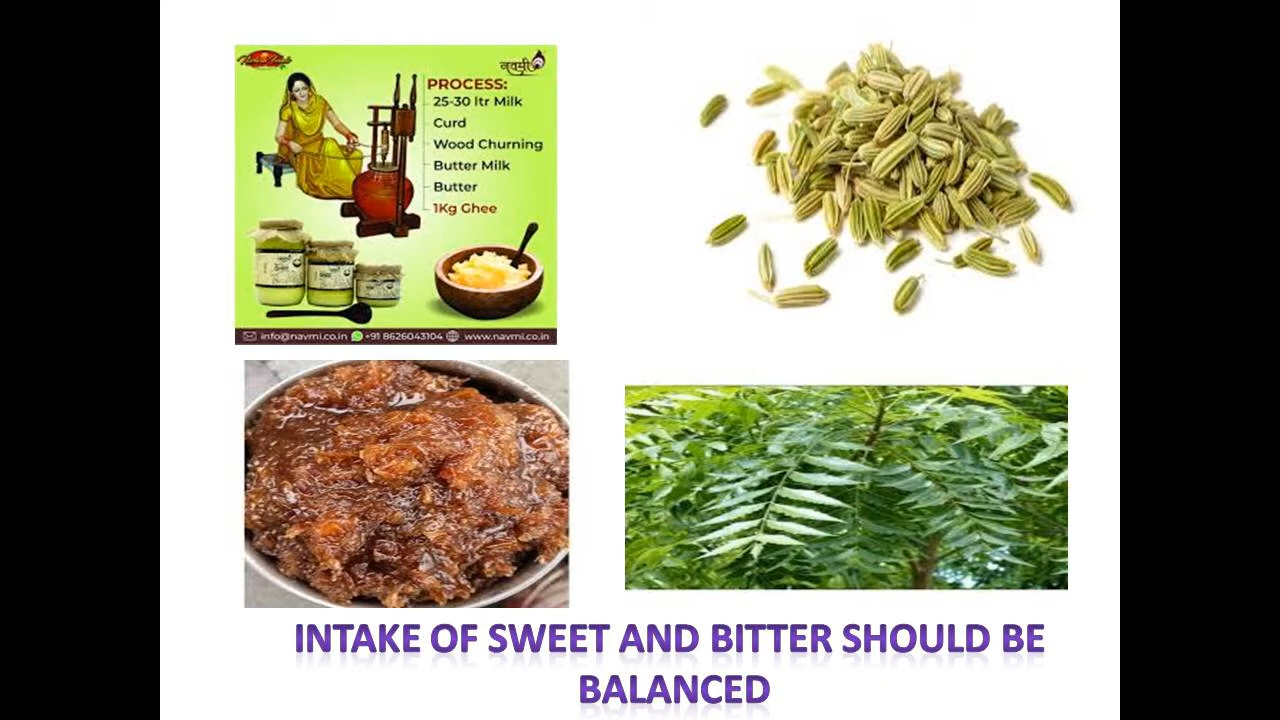 नवमी
PROCESS:
25-30 ltr Milk
Curd
Wood Churning
Butter Milk
Butter
1Kg Ghee
info@navmi.co.in +91 8626043104 www.navmi.co.in
INTAKE OF SWEET AND BITTER SHOULD BE
BALANCED